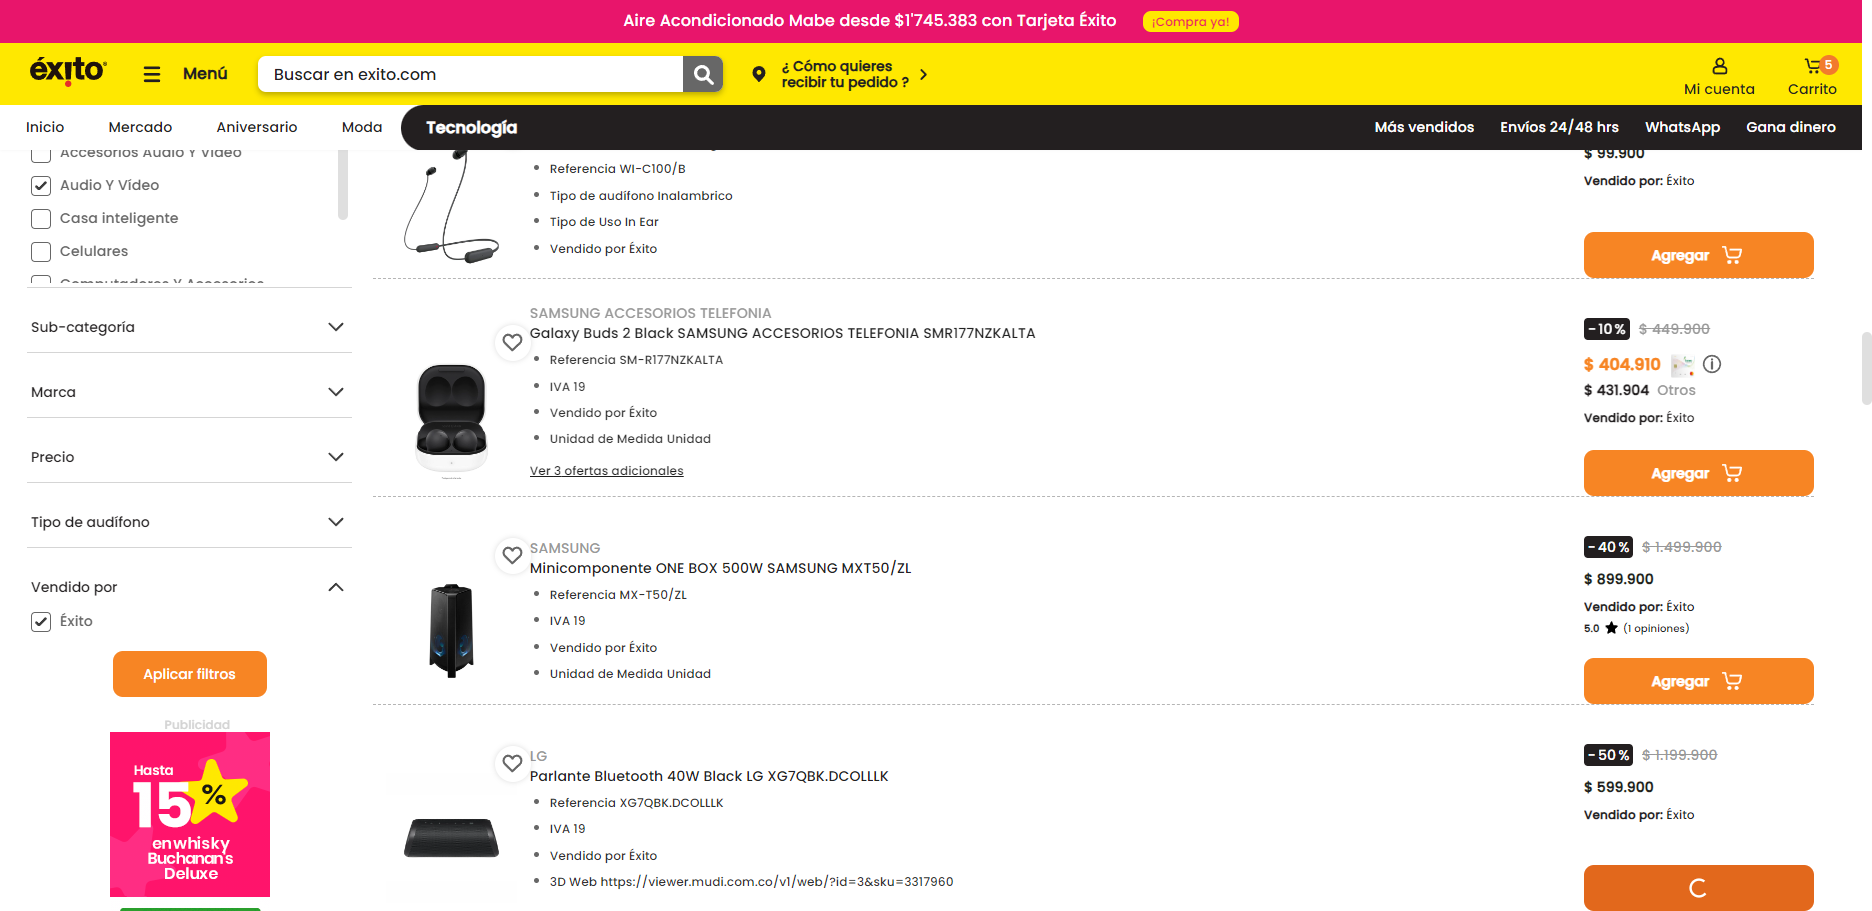 Aire Acondicionado Mabe desde $1'745.383 con Tarjeta Éxito
¡Compra ya!
éxito
Menú
Buscar en exito.com
¿ Cómo quieres
recibir tu pedido ?
Mi cuenta
5
Carrito
Inicio
Mercado
Aniversario
Moda
Tecnología
Más vendidos
Envíos 24/48 hrs
WhatsApp
Gana dinero
Accesorios Audio Y Video
Audio Y Vídeo
Casa inteligente
Celulares
Computadores Y Accesorios
Sub-categoría
Marca
Precio
Tipo de audífono
Vendido por
Éxito
Aplicar filtros
Publicidad
Hasta
15%
en whisky
Buchanan's
Deluxe
Referencia WI-C100/B
Tipo de audífono Inalambrico
Tipo de Uso In Ear
Vendido por Éxito
$ 99.900
Vendido por: Éxito
Agregar
SAMSUNG ACCESORIOS TELEFONIA
Galaxy Buds 2 Black SAMSUNG ACCESORIOS TELEFONIA SMR177NZKALTA
Referencia SM-R177NZKALTA
IVA 19
Vendido por Éxito
Unidad de Medida Unidad
Ver 3 ofertas adicionales
-10% $ 449.900
$ 404.910
$ 431.904 Otros
Vendido por: Éxito
Agregar
SAMSUNG
Minicomponente ONE BOX 500W SAMSUNG MXT50/ZL
Referencia MX-T50/ZL
IVA 19
Vendido por Éxito
Unidad de Medida Unidad
-40% $ 1.499.900
$ 899.900
Vendido por: Éxito
5.0 ★ (1 opiniones)
Agregar
LG
Parlante Bluetooth 40W Black LG XG7QBK.DCOLLLK
Referencia XG7QBK.DCOLLLK
IVA 19
Vendido por Éxito
3D Web https://viewer.mudi.com.co/v1/web/?id=3&sku=3317960
-50% $ 1.199.900
$ 599.900
Vendido por: Éxito